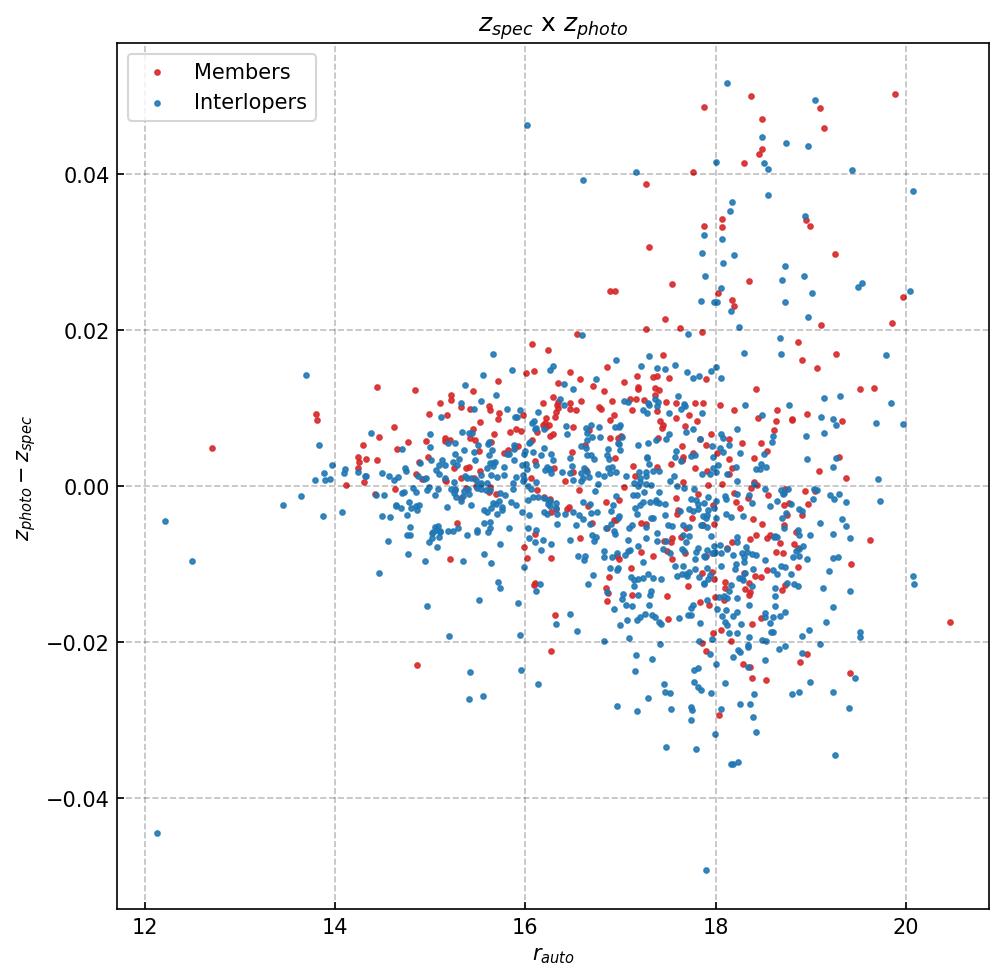 z_spec x z_photo
Members
Interlopers
0.04
0.02
0.00
−0.02
−0.04
z_photo − z_spec
12
14
16
18
20
r_auto